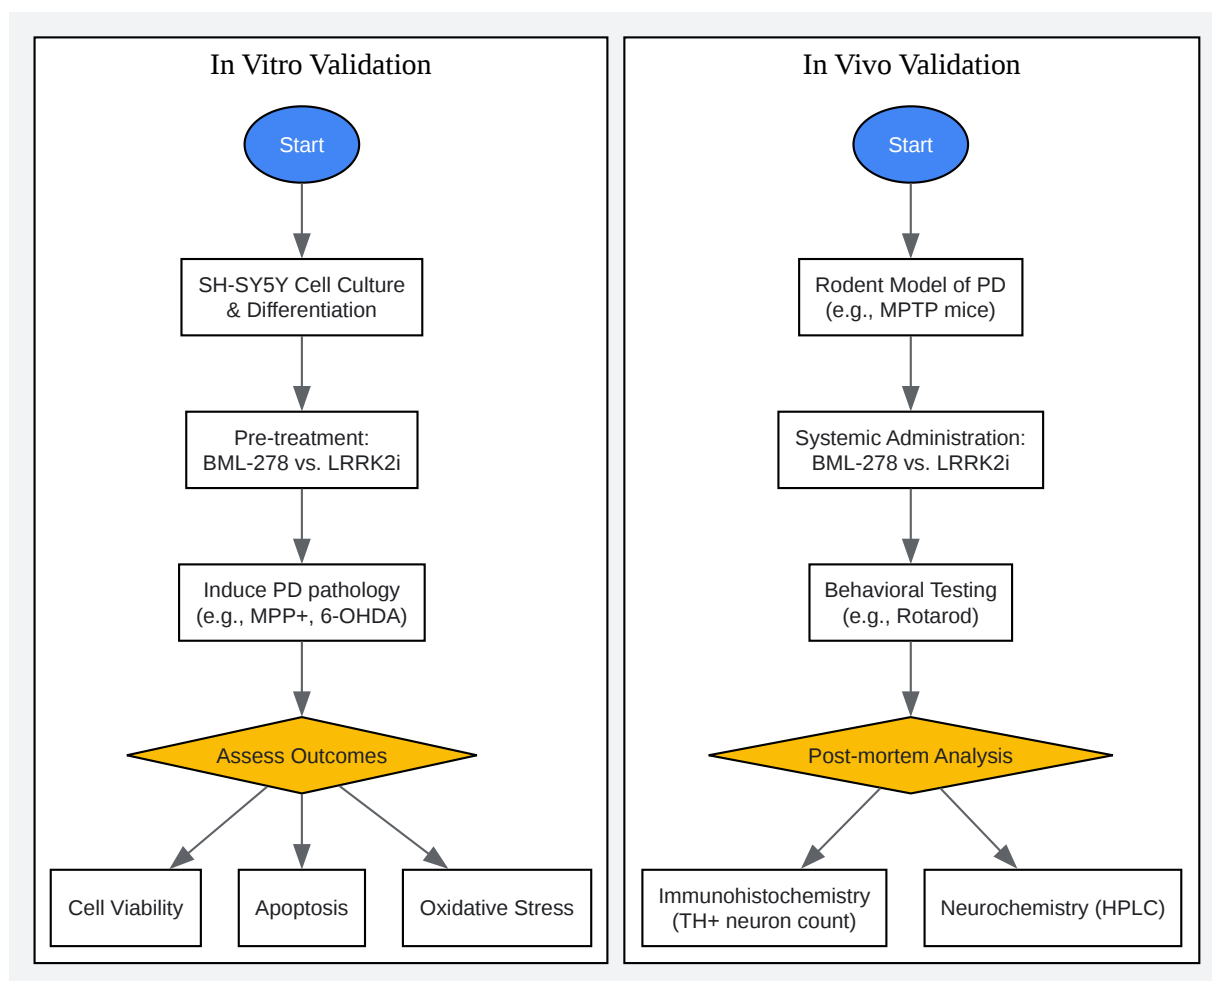 In Vitro Validation
Start
SH-SY5Y Cell Culture
& Differentiation
Pre-treatment:
BML-278 vs. LRRK2i
Induce PD pathology
(e.g., MPP+, 6-OHDA)
Assess Outcomes
Cell Viability
Apoptosis
Oxidative Stress
In Vivo Validation
Start
Rodent Model of PD
(e.g., MPTP mice)
Systemic Administration:
BML-278 vs. LRRK2i
Behavioral Testing
(e.g., Rotarod)
Post-mortem Analysis
Immunohistochemistry
(TH+ neuron count)
Neurochemistry (HPLC)